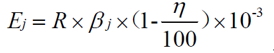 Eⱼ = R × βⱼ × (1-η/100) × 10⁻³